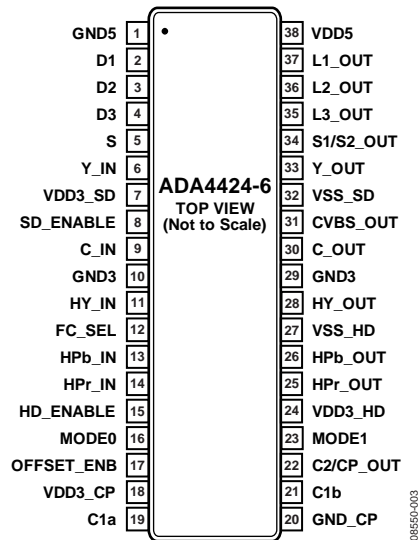 GND5 1 38 VDD5
D1 2 37 L1_OUT
D2 3 36 L2_OUT
D3 4 35 L3_OUT
S 5 34 S1/S2_OUT
Y_IN 6 33 Y_OUT
VDD3_SD 7 ADA4424-6 32 VSS_SD
SD_ENABLE 8 TOP VIEW 31 CVBS_OUT
C_IN 9 (Not to Scale) 30 C_OUT
GND3 10 29 GND3
HY_IN 11 28 HY_OUT
FC_SEL 12 27 VSS_HD
HPb_IN 13 26 HPb_OUT
HPr_IN 14 25 HPr_OUT
HD_ENABLE 15 24 VDD3_HD
MODE0 16 23 MODE1
OFFSET_ENB 17 22 C2/CP_OUT
VDD3_CP 18 21 C1b
C1a 19 20 GND_CP
08550-003